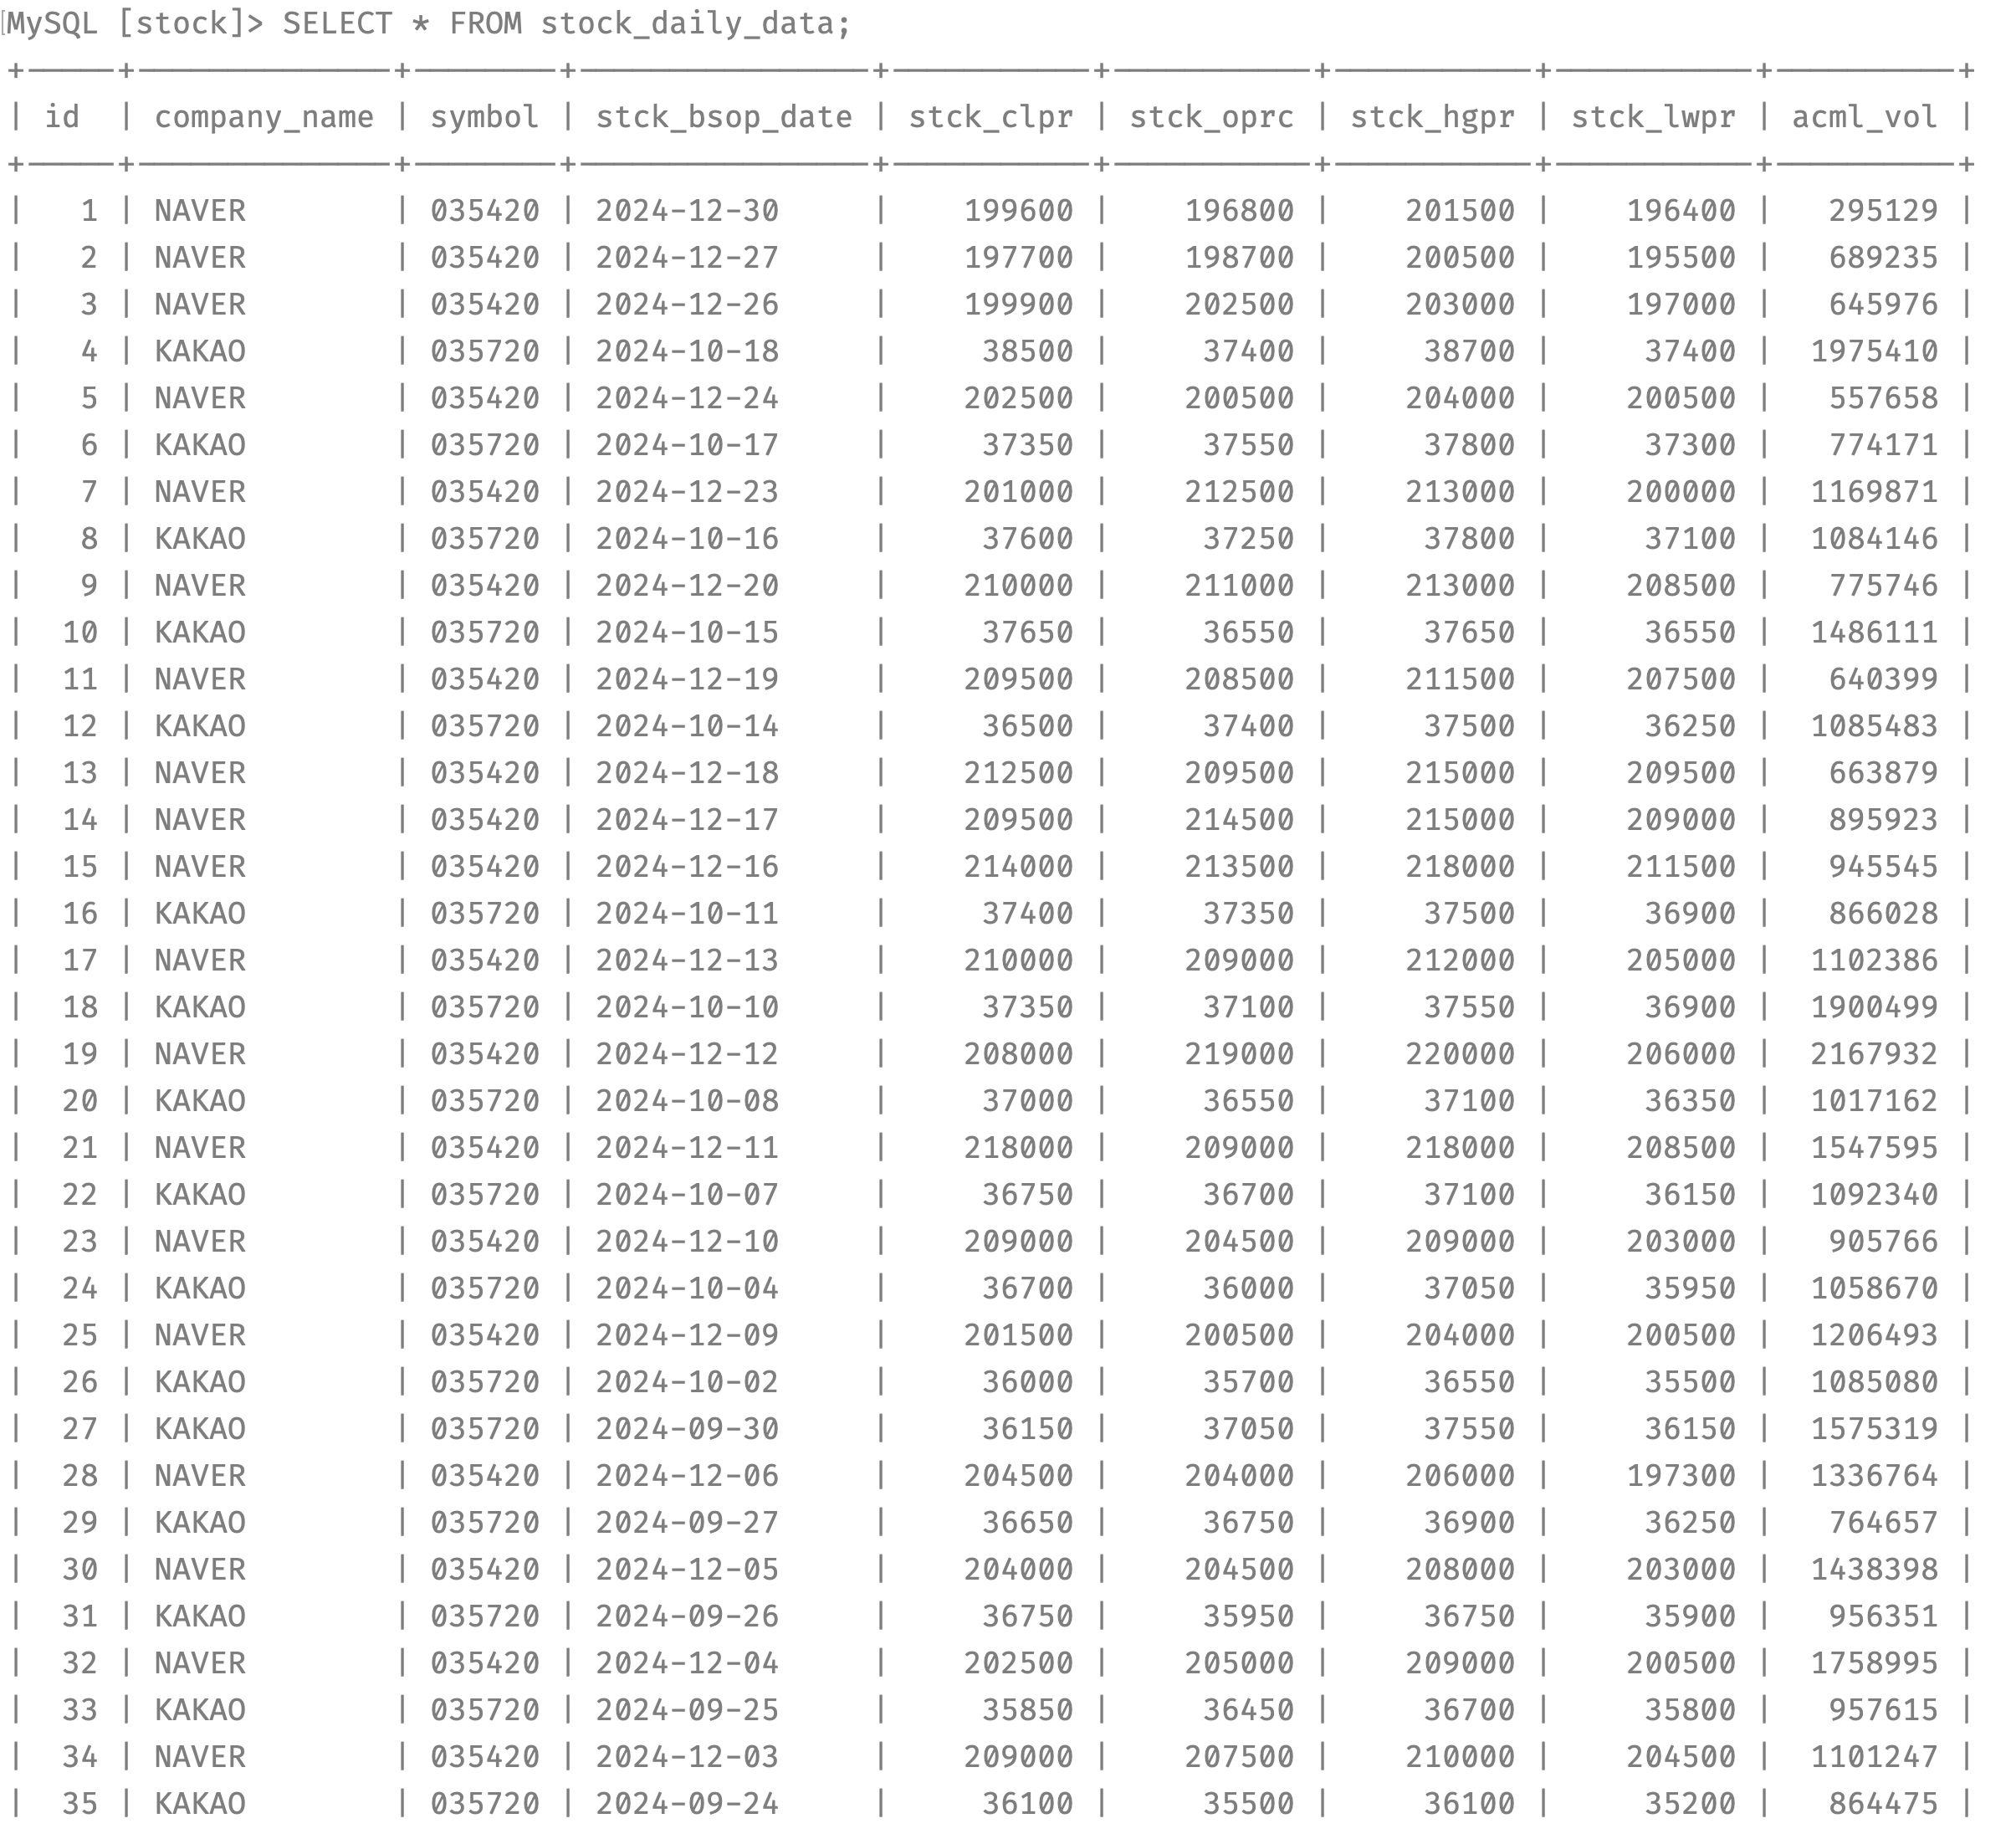 MySQL [stock]> SELECT * FROM stock_daily_data;
+-----+--------------+--------+----------------+-----------+-----------+-----------+-----------+----------+
| id  | company_name | symbol | stck_bsop_date | stck_clpr | stck_oprc | stck_hgpr | stck_lwpr | acml_vol |
+-----+--------------+--------+----------------+-----------+-----------+-----------+-----------+----------+
|   1 | NAVER        | 035420 | 2024-12-30     |    199600 |    196800 |    201500 |    196400 |   295129 |
|   2 | NAVER        | 035420 | 2024-12-27     |    197700 |    198700 |    200500 |    195500 |   689235 |
|   3 | NAVER        | 035420 | 2024-12-26     |    199900 |    202500 |    203000 |    197000 |   645976 |
|   4 | KAKAO        | 035720 | 2024-10-18     |     38500 |     37400 |     38700 |     37400 |  1975410 |
|   5 | NAVER        | 035420 | 2024-12-24     |    202500 |    200500 |    204000 |    200500 |   557658 |
|   6 | KAKAO        | 035720 | 2024-10-17     |     37350 |     37550 |     37800 |     37300 |   774171 |
|   7 | NAVER        | 035420 | 2024-12-23     |    201000 |    212500 |    213000 |    200000 |  1169871 |
|   8 | KAKAO        | 035720 | 2024-10-16     |     37600 |     37250 |     37800 |     37100 |  1084146 |
|   9 | NAVER        | 035420 | 2024-12-20     |    210000 |    211000 |    213000 |    208500 |   775746 |
|  10 | KAKAO        | 035720 | 2024-10-15     |     37650 |     36550 |     37650 |     36550 |  1486111 |
|  11 | NAVER        | 035420 | 2024-12-19     |    209500 |    208500 |    211500 |    207500 |   640399 |
|  12 | KAKAO        | 035720 | 2024-10-14     |     36500 |     37400 |     37500 |     36250 |  1085483 |
|  13 | NAVER        | 035420 | 2024-12-18     |    212500 |    209500 |    215000 |    209500 |   663879 |
|  14 | NAVER        | 035420 | 2024-12-17     |    209500 |    214500 |    215000 |    209000 |   895923 |
|  15 | NAVER        | 035420 | 2024-12-16     |    214000 |    213500 |    218000 |    211500 |   945545 |
|  16 | KAKAO        | 035720 | 2024-10-11     |     37400 |     37350 |     37500 |     36900 |   866028 |
|  17 | NAVER        | 035420 | 2024-12-13     |    210000 |    209000 |    212000 |    205000 |  1102386 |
|  18 | KAKAO        | 035720 | 2024-10-10     |     37350 |     37100 |     37550 |     36900 |  1900499 |
|  19 | NAVER        | 035420 | 2024-12-12     |    208000 |    219000 |    220000 |    206000 |  2167932 |
|  20 | KAKAO        | 035720 | 2024-10-08     |     37000 |     36550 |     37100 |     36350 |  1017162 |
|  21 | NAVER        | 035420 | 2024-12-11     |    218000 |    209000 |    218000 |    208500 |  1547595 |
|  22 | KAKAO        | 035720 | 2024-10-07     |     36750 |     36700 |     37100 |     36150 |  1092340 |
|  23 | NAVER        | 035420 | 2024-12-10     |    209000 |    204500 |    209000 |    203000 |   905766 |
|  24 | KAKAO        | 035720 | 2024-10-04     |     36700 |     36000 |     37050 |     35950 |  1058670 |
|  25 | NAVER        | 035420 | 2024-12-09     |    201500 |    200500 |    204000 |    200500 |  1206493 |
|  26 | KAKAO        | 035720 | 2024-10-02     |     36000 |     35700 |     36550 |     35500 |  1085080 |
|  27 | KAKAO        | 035720 | 2024-09-30     |     36150 |     37050 |     37550 |     36150 |  1575319 |
|  28 | NAVER        | 035420 | 2024-12-06     |    204500 |    204000 |    206000 |    197300 |  1336764 |
|  29 | KAKAO        | 035720 | 2024-09-27     |     36650 |     36750 |     36900 |     36250 |   764657 |
|  30 | NAVER        | 035420 | 2024-12-05     |    204000 |    204500 |    208000 |    203000 |  1438398 |
|  31 | KAKAO        | 035720 | 2024-09-26     |     36750 |     35950 |     36750 |     35900 |   956351 |
|  32 | NAVER        | 035420 | 2024-12-04     |    202500 |    205000 |    209000 |    200500 |  1758995 |
|  33 | KAKAO        | 035720 | 2024-09-25     |     35850 |     36450 |     36700 |     35800 |   957615 |
|  34 | NAVER        | 035420 | 2024-12-03     |    209000 |    207500 |    210000 |    204500 |  1101247 |
|  35 | KAKAO        | 035720 | 2024-09-24     |     36100 |     35500 |     36100 |     35200 |   864475 |